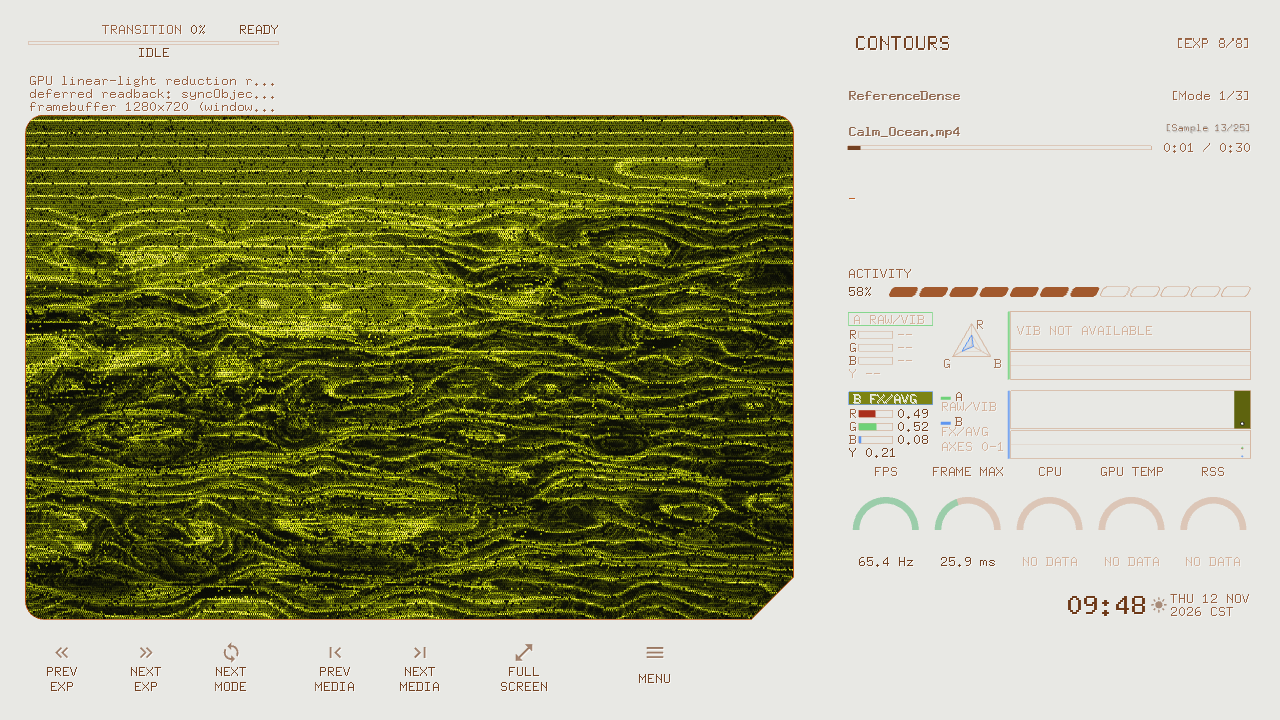 TRANSITION 0% READY
IDLE
GPU linear-light reduction r...
deferred readback: syncObjec...
framebuffer 1280x720 (window...
CONTOURS [EXP 8/8]
ReferenceDense [Mode 1/3]
Calm_Ocean.mp4 [Sample 13/25]
0:01 / 0:30
-
ACTIVITY
58%
A RAW/VIB
R --
G --
B --
Y --
R
G B
VIB NOT AVAILABLE
B FX/AVG
R 0.49
G 0.52
B 0.08
Y 0.21
A
RAW/VIB
B
FX/AVG
AXES 0-1
FPS FRAME MAX CPU GPU TEMP RSS
65.4 Hz 25.9 ms NO DATA NO DATA NO DATA
09:48 THU 12 NOV
2026 CST
PREV EXP
NEXT EXP
NEXT MODE
PREV MEDIA
NEXT MEDIA
FULL SCREEN
MENU